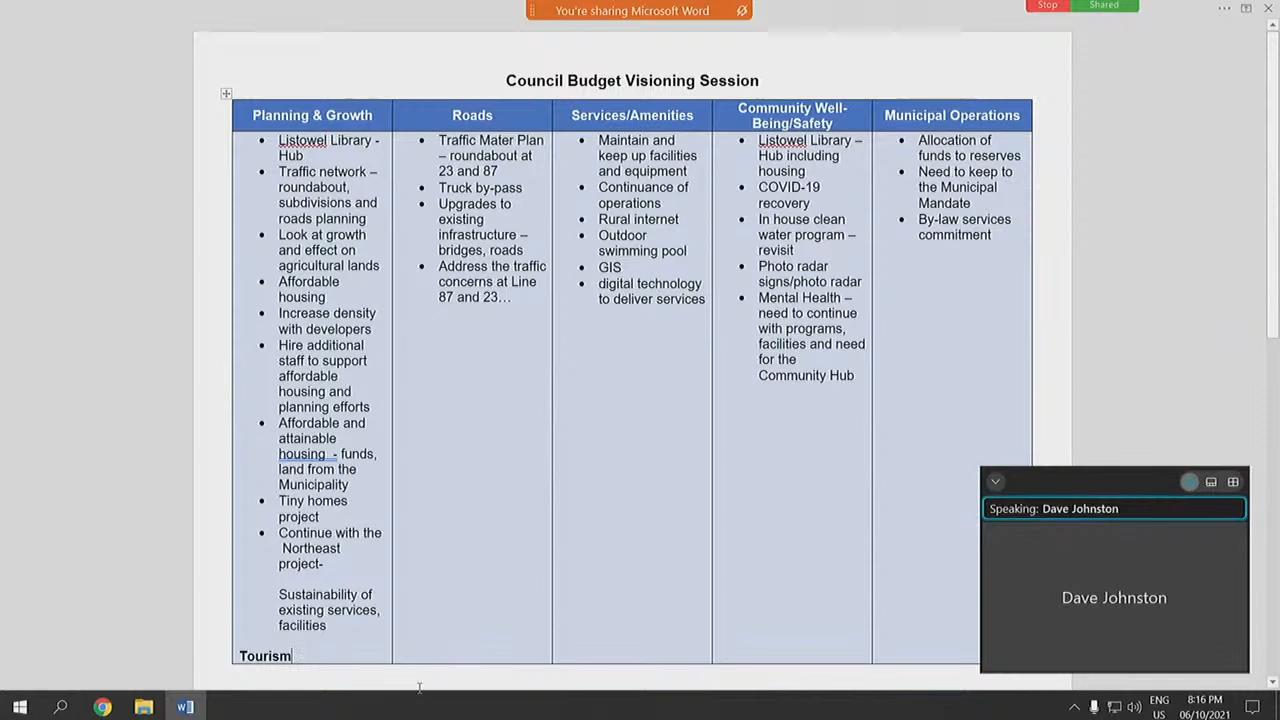 You're sharing Microsoft Word
Stop
Shared
Council Budget Visioning Session
Planning & Growth
Listowel Library -
Hub
Traffic network –
roundabout,
subdivisions and
roads planning
Look at growth
and effect on
agricultural lands
Affordable
housing
Increase density
with developers
Hire additional
staff to support
affordable
housing and
planning efforts
Affordable and
attainable
housing  - funds,
land from the
Municipality
Tiny homes
project
Continue with the
Northeast
project-
Sustainability of
existing services,
facilities
Tourism
Roads
Traffic Mater Plan
– roundabout at
23 and 87
Truck by-pass
Upgrades to
existing
infrastructure –
bridges, roads
Address the traffic
concerns at Line
87 and 23…
Services/Amenities
Maintain and
keep up facilities
and equipment
Continuance of
operations
Rural internet
Outdoor
swimming pool
GIS
digital technology
to deliver services
Community Well-
Being/Safety
Listowel Library –
Hub including
housing
COVID-19
recovery
In house clean
water program –
revisit
Photo radar
signs/photo radar
Mental Health –
need to continue
with programs,
facilities and need
for the
Community Hub
Municipal Operations
Allocation of
funds to reserves
Need to keep to
the Municipal
Mandate
By-law services
commitment
Speaking: Dave Johnston
Dave Johnston
ENG
US
8:16 PM
06/10/2021